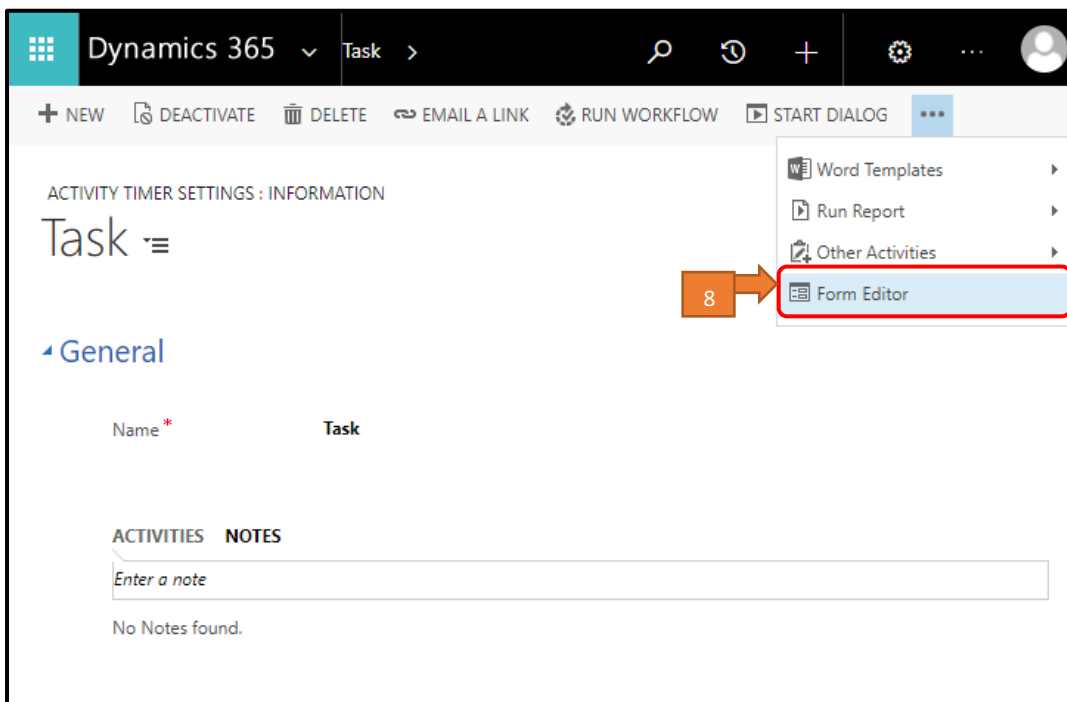 Dynamics 365 Task >
+ NEW DEACTIVATE DELETE EMAIL A LINK RUN WORKFLOW START DIALOG ...
Word Templates
ACTIVITY TIMER SETTINGS : INFORMATION
Run Report
Task
Other Activities
8
Form Editor
General
Name* Task
ACTIVITIES NOTES
Enter a note
No Notes found.